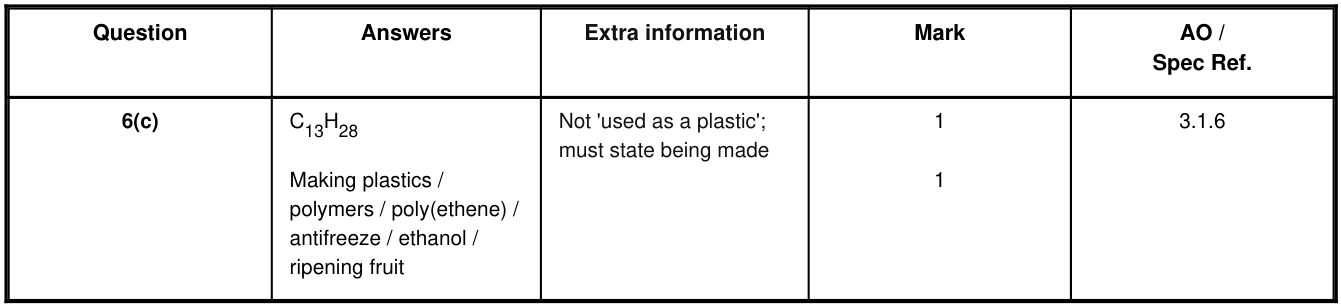 Question Answers Extra information Mark AO /
Spec Ref.
6(c) C₁₃H₂₈ Not 'used as a plastic'; 1 3.1.6
must state being made
Making plastics / 1
polymers / poly(ethene) /
antifreeze / ethanol /
ripening fruit